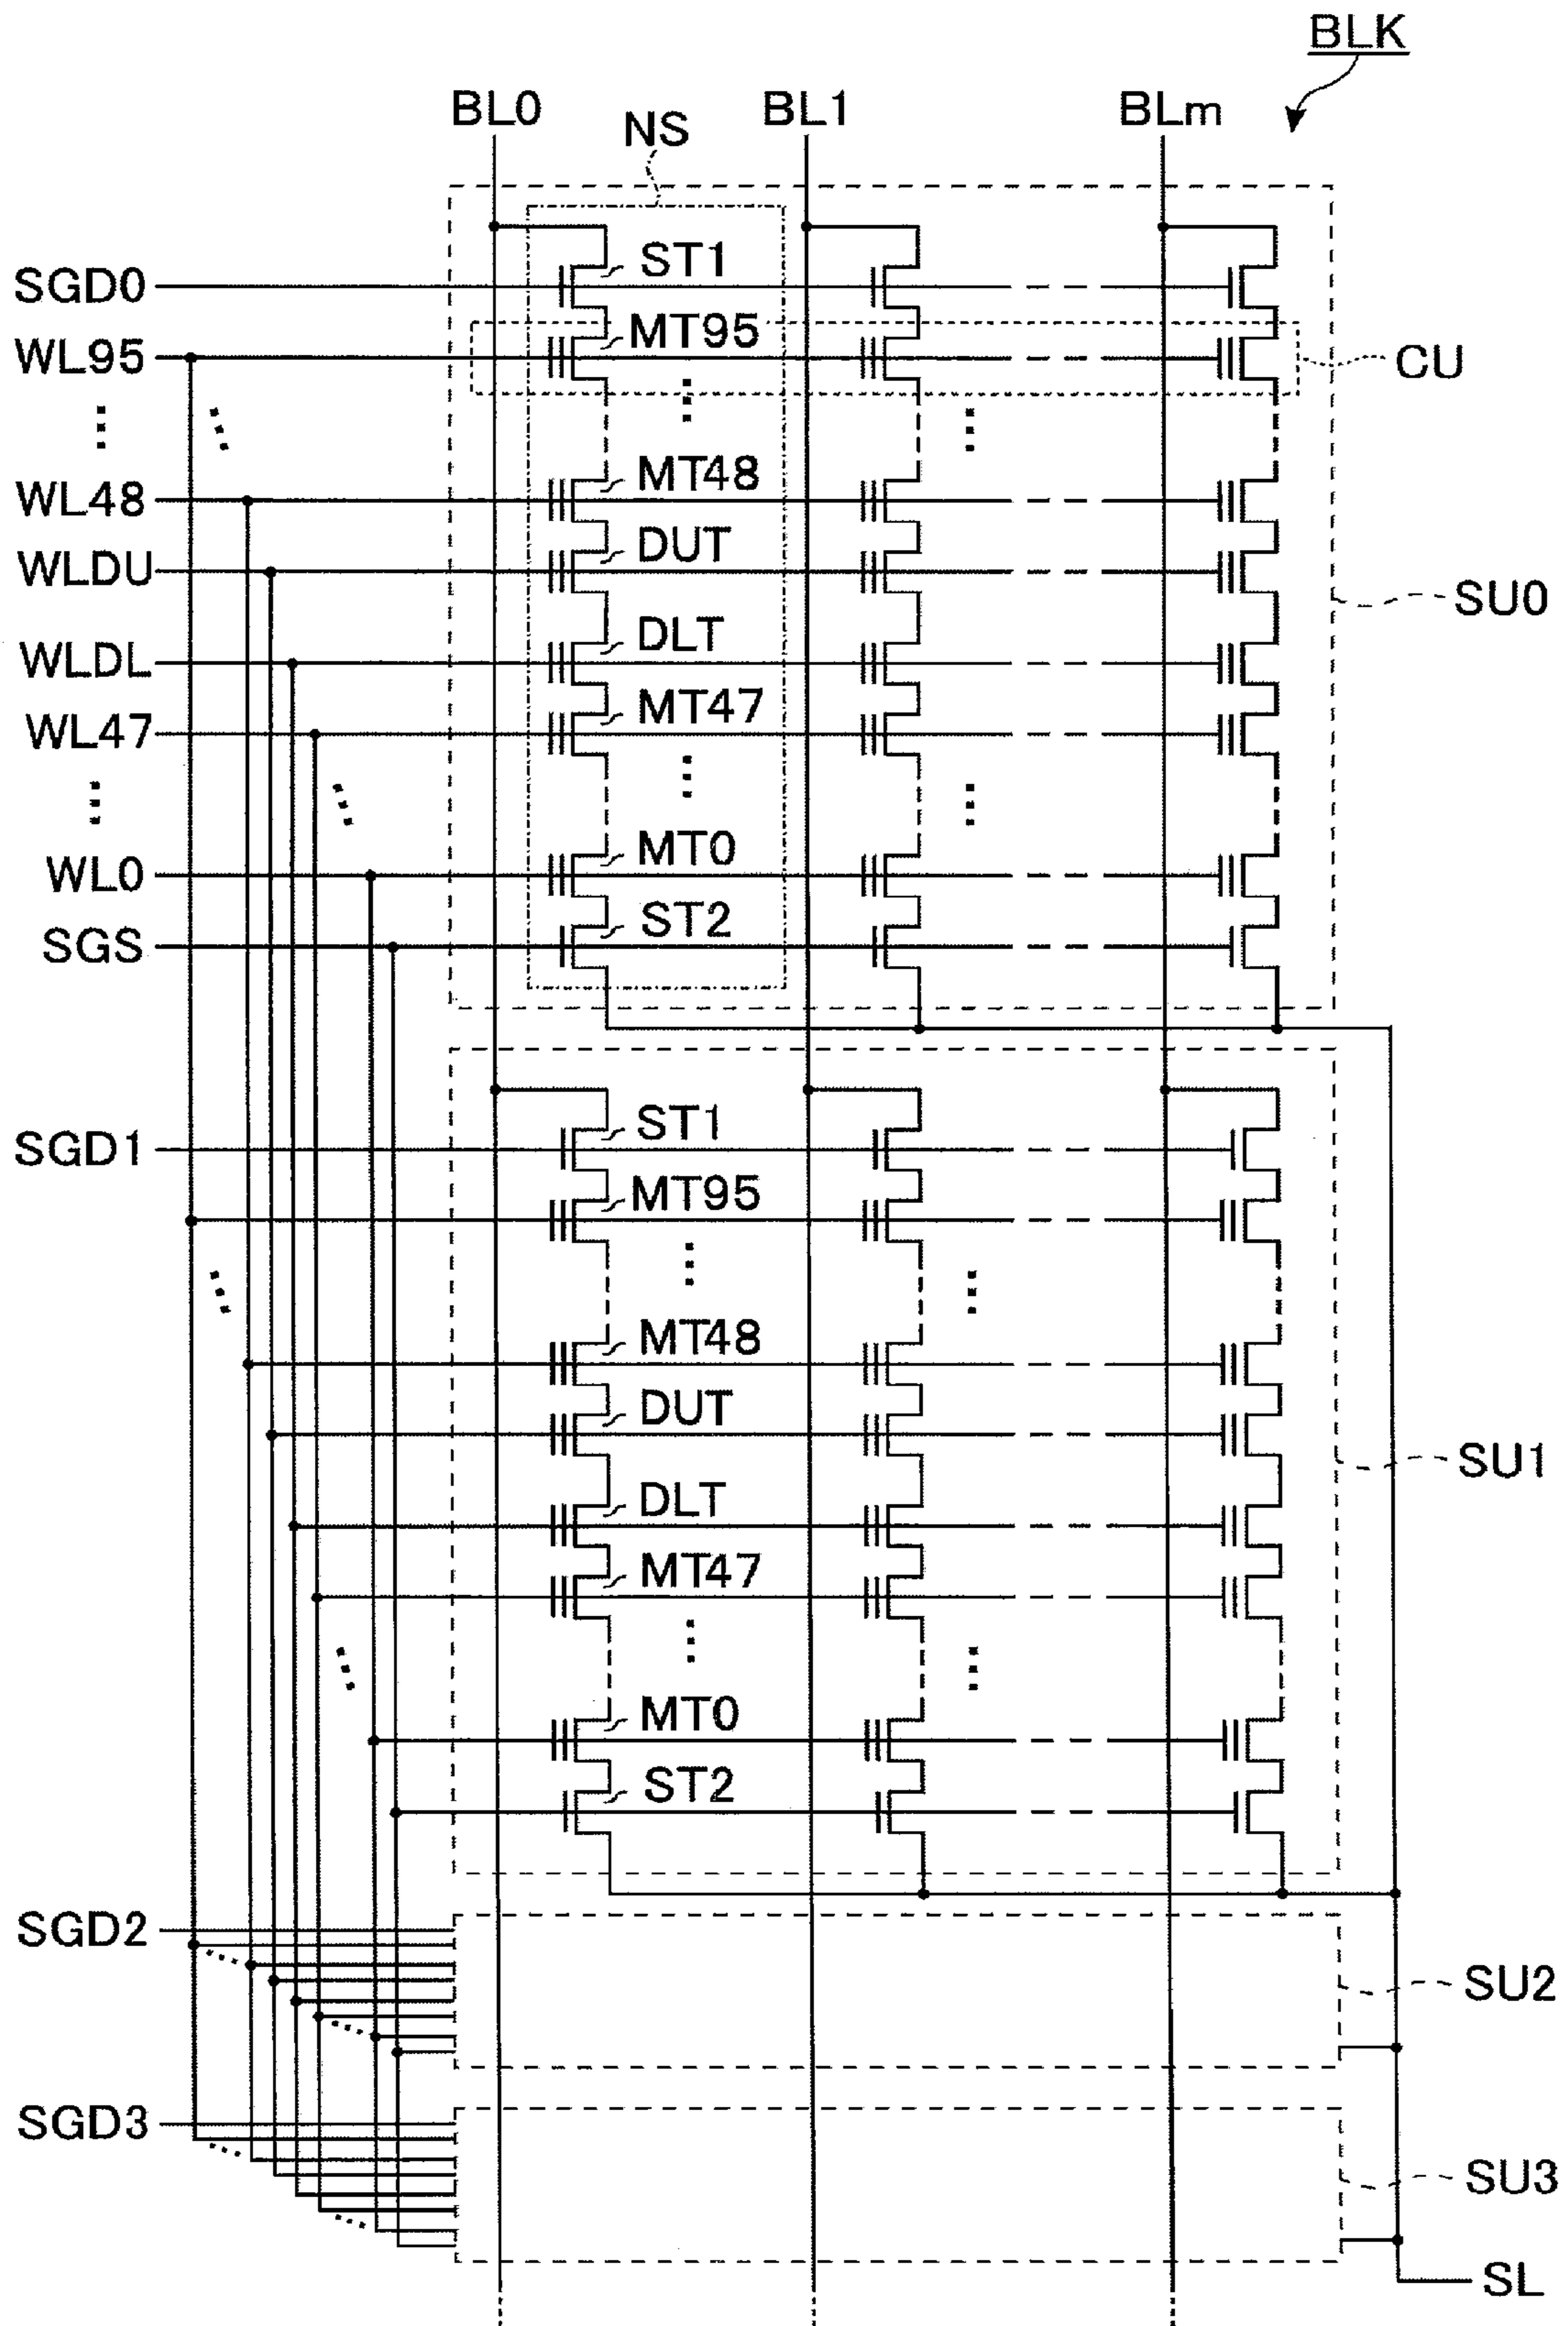 BLK
BL0 BL1 BLm
NS
SGD0 ST1
WL95 MT95 CU
WL48 MT48
WLDU DUT
SU0
WLDL DLT
WL47 MT47
WL0 MT0
SGS ST2
SGD1 ST1
MT95
MT48
DUT
SU1
DLT
MT47
MT0
ST2
SGD2
SU2
SGD3
SU3
SL